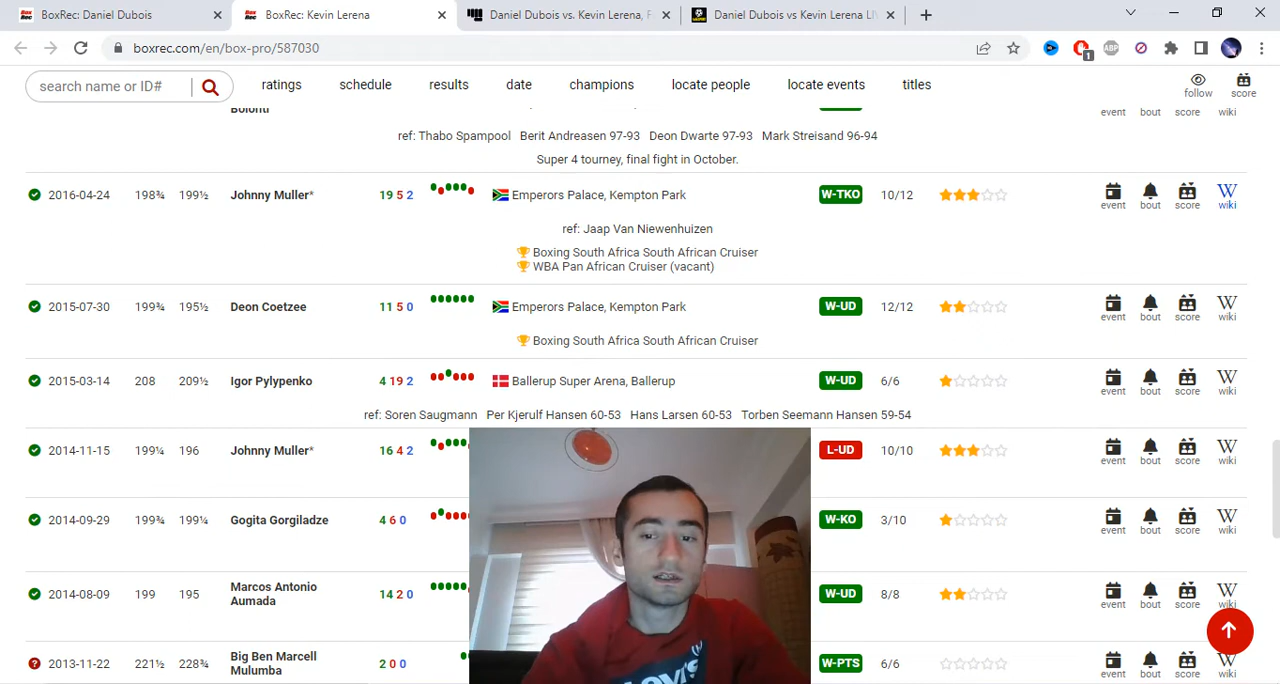 BoxRec: Daniel Dubois
BoxRec: Kevin Lerena
Daniel Dubois vs. Kevin Lerena,
Daniel Dubois vs Kevin Lerena LIV
boxrec.com/en/box-pro/587030
1
ABP
search name or ID#
ratings
schedule
results
date
champions
locate people
locate events
titles
follow
score
Bolonti
event bout score wiki
ref: Thabo Spampool Berit Andreasen 97-93 Deon Dwarte 97-93 Mark Streisand 96-94
Super 4 tourney, final fight in October.
2016-04-24 198¾ 199½ Johnny Muller* 19 5 2 Emperors Palace, Kempton Park W-TKO 10/12 event bout score W wiki
ref: Jaap Van Niewenhuizen
Boxing South Africa South African Cruiser
WBA Pan African Cruiser (vacant)
2015-07-30 199¾ 195½ Deon Coetzee 11 5 0 Emperors Palace, Kempton Park W-UD 12/12 event bout score W wiki
Boxing South Africa South African Cruiser
2015-03-14 208 209½ Igor Pylypenko 4 19 2 Ballerup Super Arena, Ballerup W-UD 6/6 event bout score W wiki
ref: Soren Saugmann Per Kjerulf Hansen 60-53 Hans Larsen 60-53 Torben Seemann Hansen 59-54
2014-11-15 199¼ 196 Johnny Muller* 16 4 2 L-UD 10/10 event bout score W wiki
2014-09-29 199¾ 199¼ Gogita Gorgiladze 4 6 0 W-KO 3/10 event bout score W wiki
2014-08-09 199 195 Marcos Antonio Aumada 14 2 0 W-UD 8/8 event bout score W wiki
2013-11-22 221½ 228¾ Big Ben Marcell Mulumba 2 0 0 W-PTS 6/6 event bout score W wiki